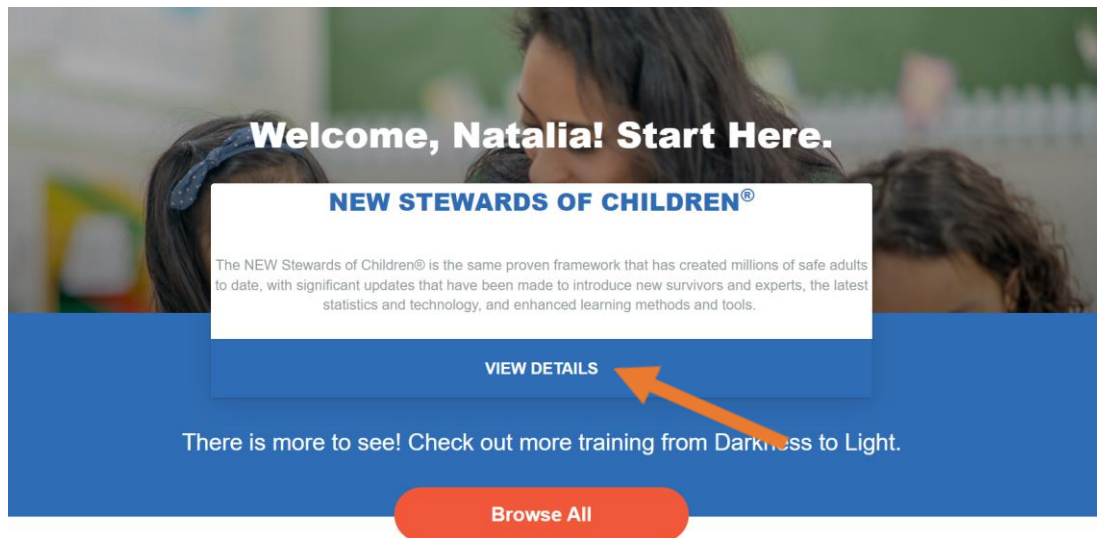 Welcome, Natalia! Start Here.
NEW STEWARDS OF CHILDREN®
The NEW Stewards of Children® is the same proven framework that has created millions of safe adults
to date, with significant updates that have been made to introduce new survivors and experts, the latest
statistics and technology, and enhanced learning methods and tools.
VIEW DETAILS
There is more to see! Check out more training from Darkness to Light.
Browse All